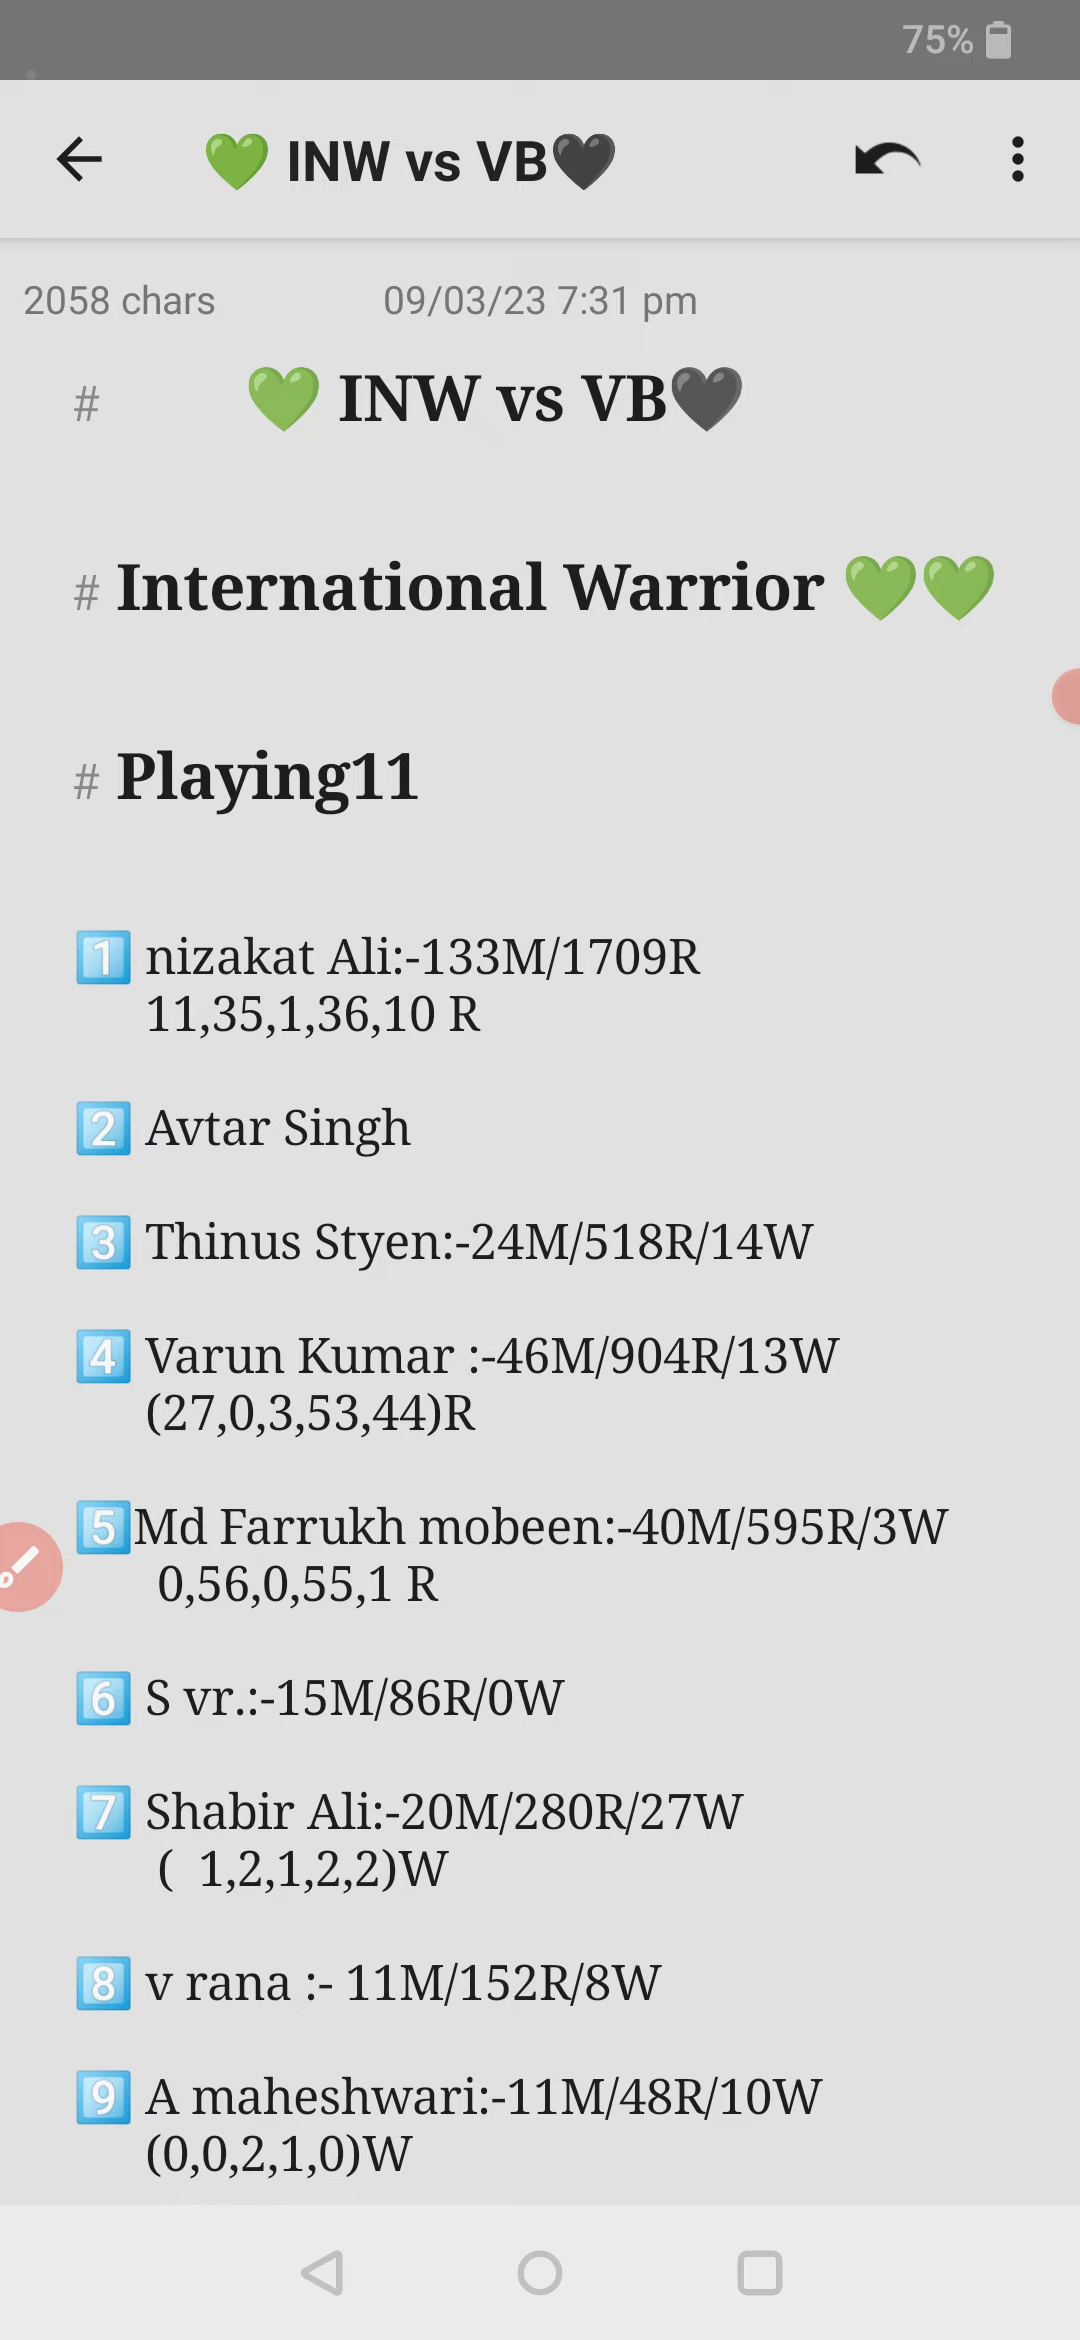 75%
💚 INW vs VB🖤
2058 chars 09/03/23 7:31 pm
# 💚 INW vs VB🖤
# International Warrior 💚💚
# Playing11
1️⃣ nizakat Ali:-133M/1709R
11,35,1,36,10 R
2️⃣ Avtar Singh
3️⃣ Thinus Styen:-24M/518R/14W
4️⃣ Varun Kumar :-46M/904R/13W
(27,0,3,53,44)R
5️⃣Md Farrukh mobeen:-40M/595R/3W
0,56,0,55,1 R
6️⃣ S vr.:-15M/86R/0W
7️⃣ Shabir Ali:-20M/280R/27W
( 1,2,1,2,2)W
8️⃣ v rana :- 11M/152R/8W
9️⃣ A maheshwari:-11M/48R/10W
(0,0,2,1,0)W